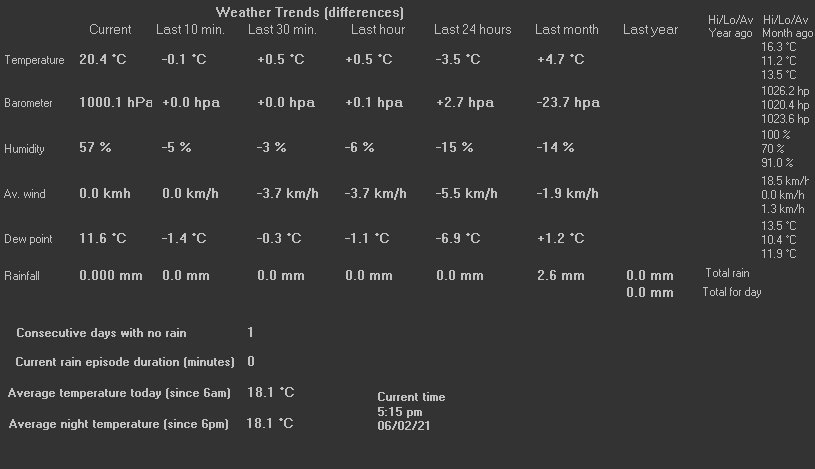 Weather Trends (differences)
Current Last 10 min. Last 30 min. Last hour Last 24 hours Last month Last year Hi/Lo/Av Year ago Hi/Lo/Av Month ago
Temperature 20.4 °C -0.1 °C +0.5 °C +0.5 °C -3.5 °C +4.7 °C 16.3 °C
11.2 °C
13.5 °C
Barometer 1000.1 hPa +0.0 hpa +0.0 hpa +0.1 hpa +2.7 hpa -23.7 hpa 1026.2 hp
1020.4 hp
1023.6 hp
Humidity 57 % -5 % -3 % -6 % -15 % -14 % 100 %
70 %
91.0 %
Av. wind 0.0 kmh 0.0 km/h -3.7 km/h -3.7 km/h -5.5 km/h -1.9 km/h 18.5 km/h
0.0 km/h
1.3 km/h
Dew point 11.6 °C -1.4 °C -0.3 °C -1.1 °C -6.9 °C +1.2 °C 13.5 °C
10.4 °C
11.9 °C
Rainfall 0.000 mm 0.0 mm 0.0 mm 0.0 mm 0.0 mm 2.6 mm 0.0 mm Total rain
0.0 mm Total for day
Consecutive days with no rain 1
Current rain episode duration (minutes) 0
Average temperature today (since 6am) 18.1 °C
Average night temperature (since 6pm) 18.1 °C
Current time
5:15 pm
06/02/21